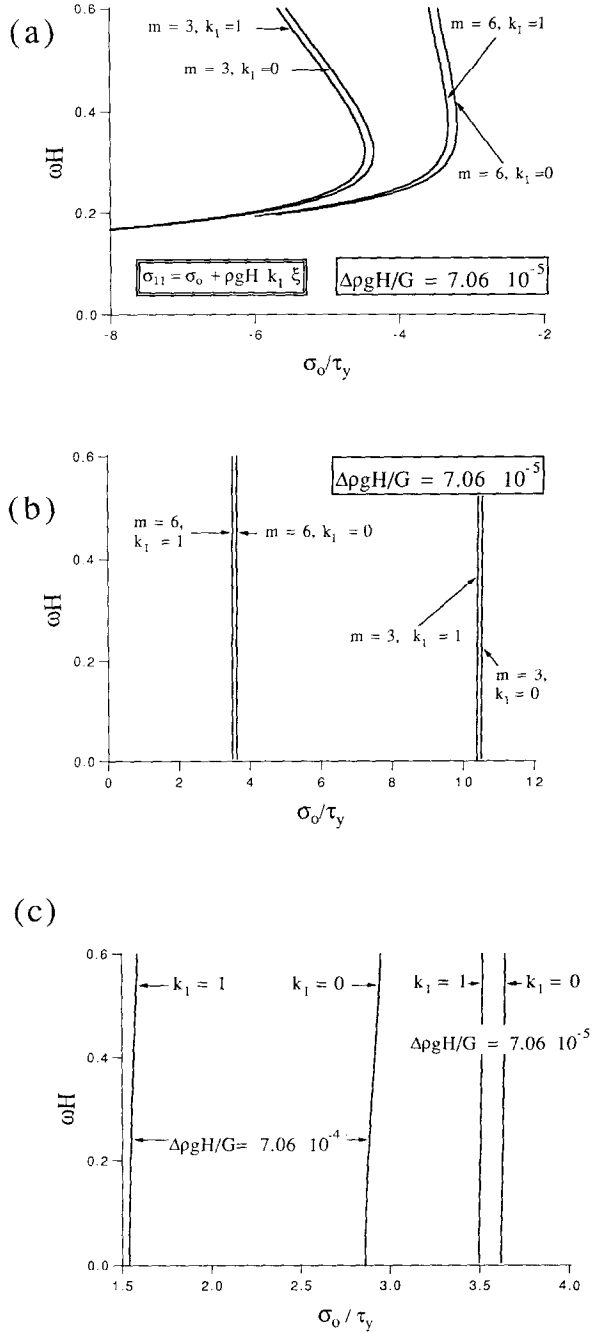 (a)
0.6
m = 3, k₁=1
m = 6, k₁=1
m = 3, k₁=0
0.4
ωH
m = 6, k₁=0
0.2
σ₁₁ = σₒ + ρgH k₁ ξ
ΔρgH/G = 7.06 10⁻⁵
0.0
-8
-6
-4
-2
σₒ/τy
(b)
0.6
ΔρgH/G = 7.06 10⁻⁵
m = 6,
k₁ = 1
m = 6, k₁ = 0
0.4
ωH
m = 3, k₁ = 1
0.2
m = 3,
k₁ = 0
0.0
0 2 4 6 8 10 12
σₒ/τy
(c)
0.6
k₁ = 1
k₁ = 0
k₁ = 1
k₁ = 0
ΔρgH/G = 7.06 10⁻⁵
0.4
ωH
ΔρgH/G= 7.06 10⁻⁴
0.2
0.0
1.5 2.0 2.5 3.0 3.5 4.0
σₒ / τy